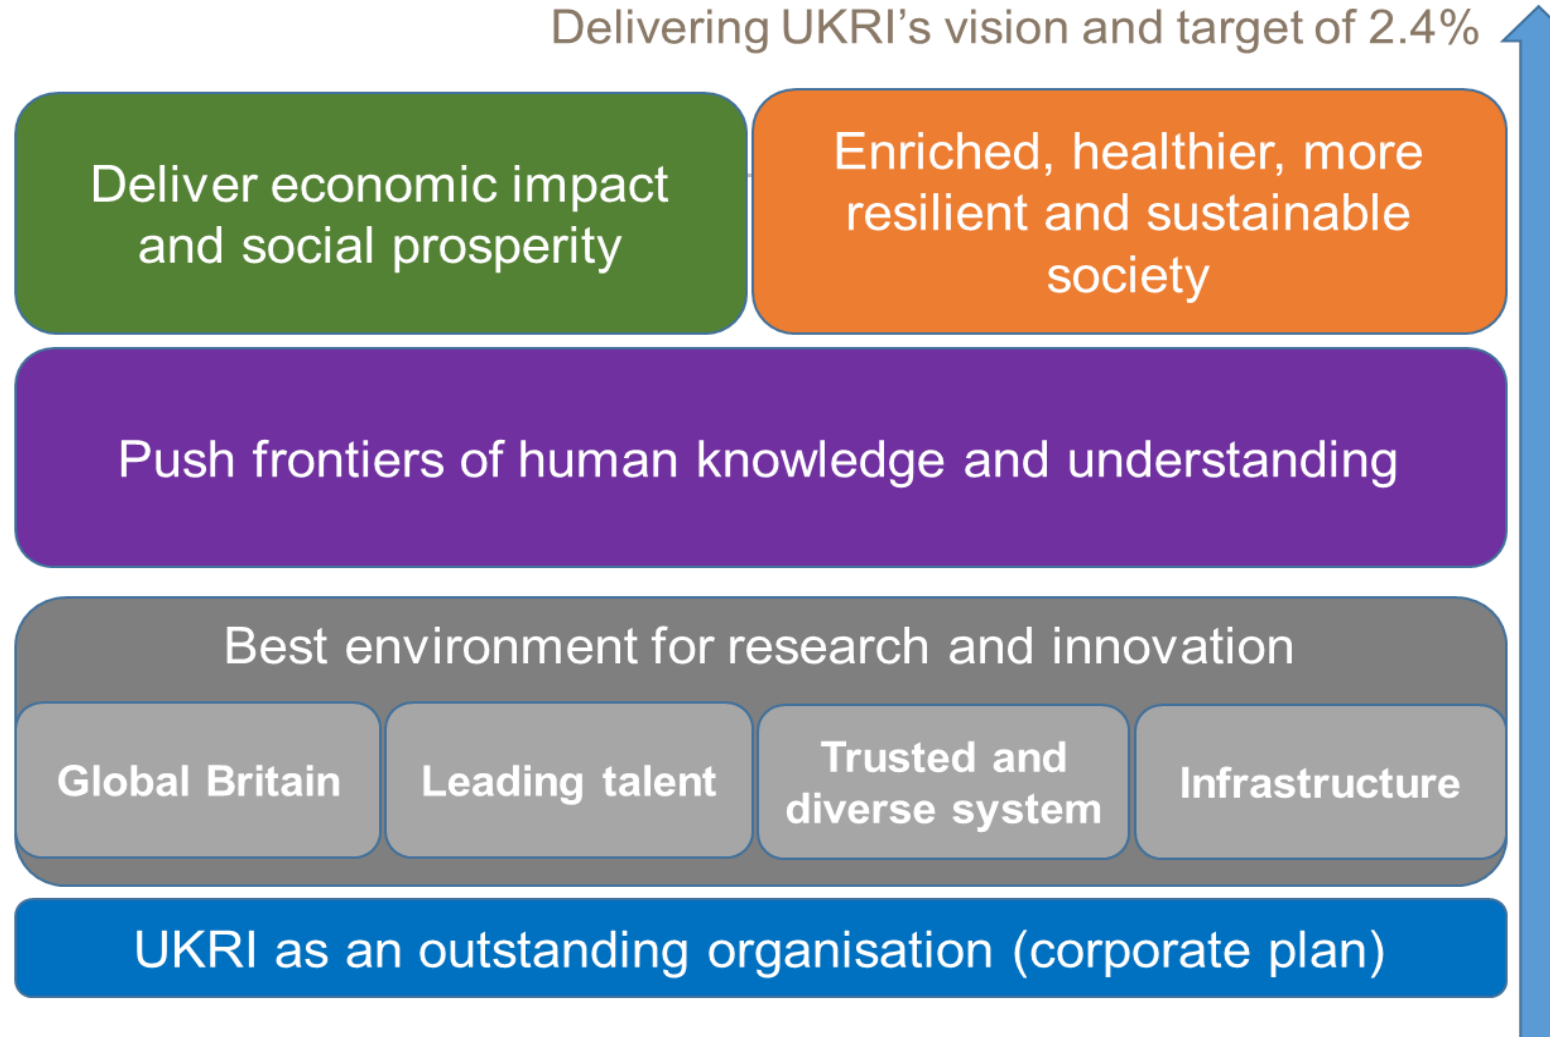 Delivering UKRI’s vision and target of 2.4%
Deliver economic impact
and social prosperity
Enriched, healthier, more
resilient and sustainable
society
Push frontiers of human knowledge and understanding
Best environment for research and innovation
Global Britain
Leading talent
Trusted and
diverse system
Infrastructure
UKRI as an outstanding organisation (corporate plan)